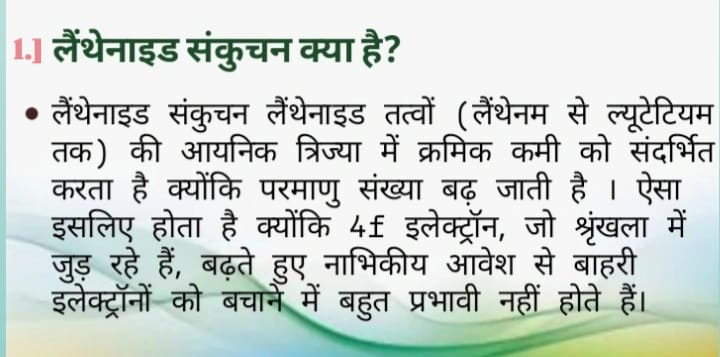 1.] लैंथेनाइड संकुचन क्या है?
• लैंथेनाइड संकुचन लैंथेनाइड तत्वों (लैंथेनम से ल्यूटेटियम
तक) की आयनिक त्रिज्या में क्रमिक कमी को संदर्भित
करता है क्योंकि परमाणु संख्या बढ़ जाती है । ऐसा
इसलिए होता है क्योंकि 4f इलेक्ट्रॉन, जो श्रृंखला में
जुड़ रहे हैं, बढ़ते हुए नाभिकीय आवेश से बाहरी
इलेक्ट्रॉनों को बचाने में बहुत प्रभावी नहीं होते हैं।